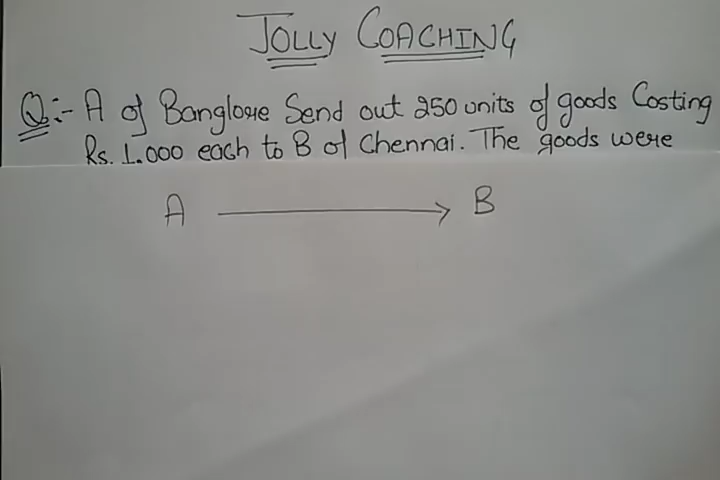 JOLLY COACHING
Q:- A of Banglore Send out 250 units of goods Costing
Rs. 1.000 each to B of Chennai. The goods were
A → B